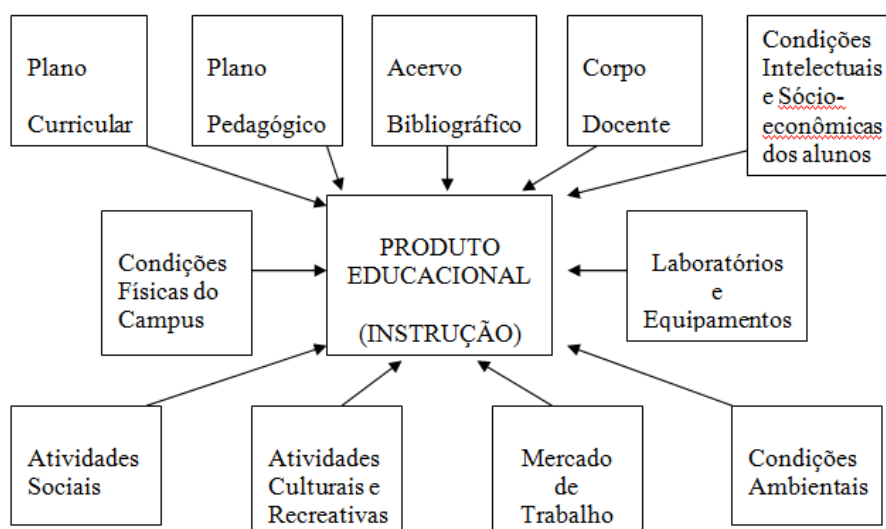 Plano
Curricular
Plano
Pedagógico
Acervo
Bibliográfico
Corpo
Docente
Condições
Intelectuais
e Sócio-
econômicas
dos alunos
Condições
Físicas do
Campus
PRODUTO
EDUCACIONAL
(INSTRUÇÃO)
Laboratórios
e
Equipamentos
Atividades
Sociais
Atividades
Culturais e
Recreativas
Mercado
de
Trabalho
Condições
Ambientais